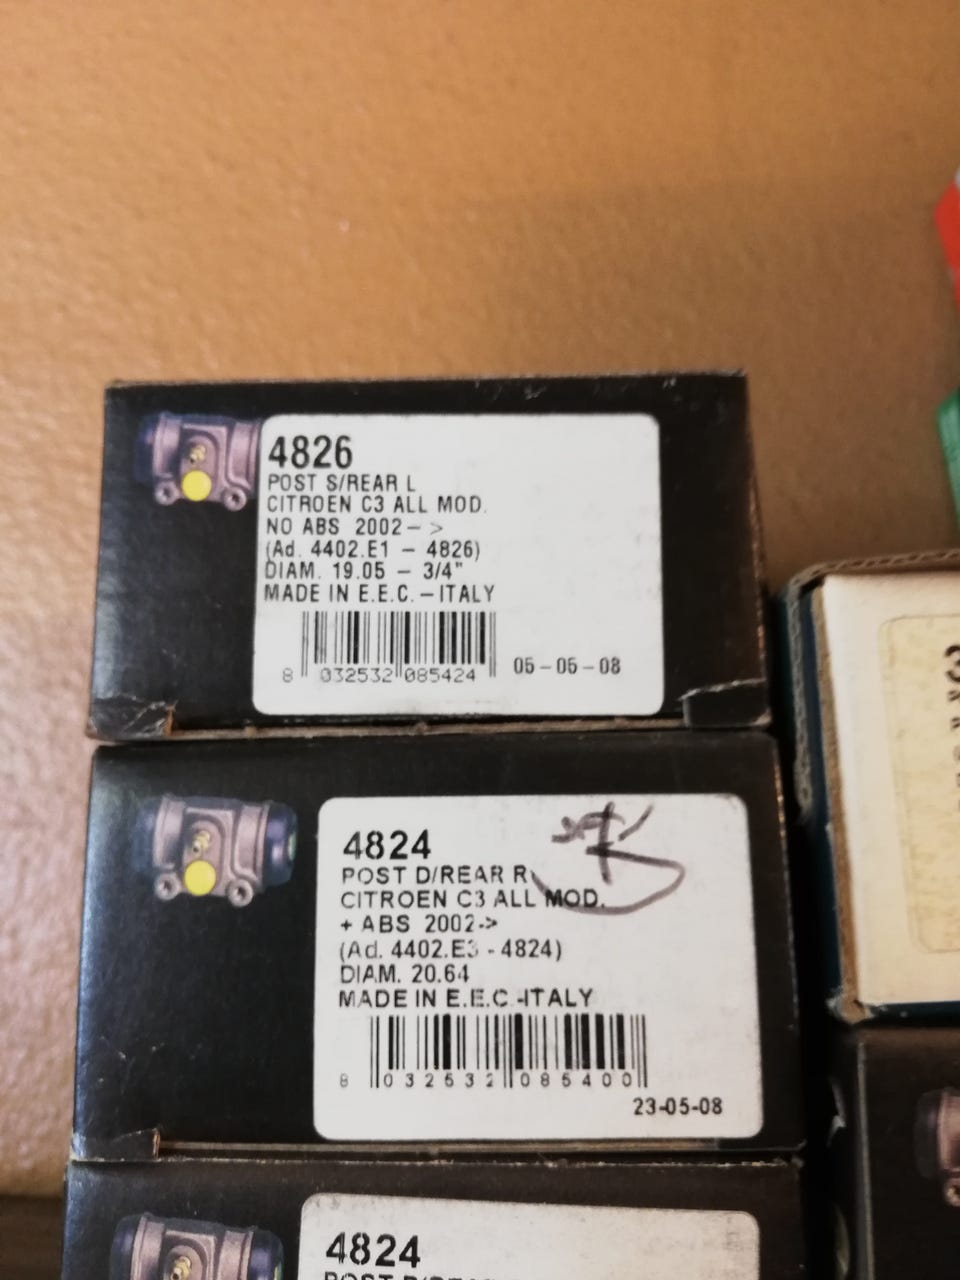 4826
POST S/REAR L
CITROEN C3 ALL MOD.
NO ABS 2002- >
(Ad. 4402.E1 - 4826)
DIAM. 19.05 - 3/4"
MADE IN E.E.C. - ITALY
8 032532 085424
05-05-08
4824
POST D/REAR R
CITROEN C3 ALL MOD.
+ ABS 2002->
(Ad. 4402.E3 - 4824)
DIAM. 20.64
MADE IN E.E.C.-ITALY
8 032532 085400
23-05-08
4824